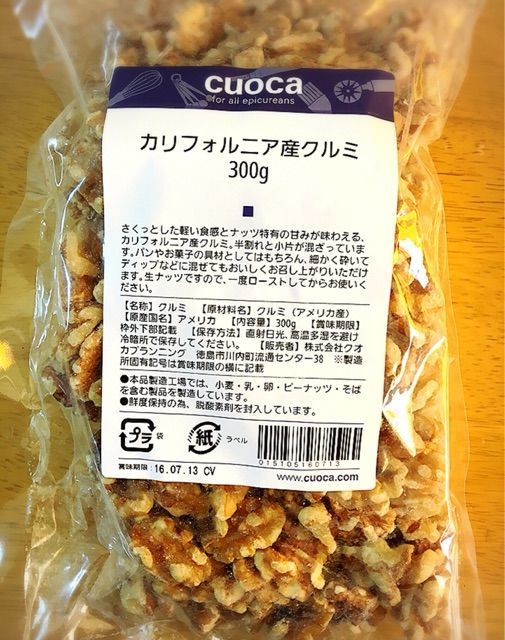 cuoca
for all epicureans
カリフォルニア産クルミ
300g
さくっとした軽い食感とナッツ特有の甘みが味わえる、
カリフォルニア産クルミ。半割れと小片が混ざっていま
す。パンやお菓子の具材としてはもちろん、細かく砕いて
ディップなどに混ぜてもおいしくお召し上がりいただけ
ます。生ナッツですので、一度ローストしてからお使いく
ださい。
【名称】クルミ 【原材料名】クルミ（アメリカ産）
【原産国名】アメリカ 【内容量】300g 【賞味期限】
枠外下部記載 【保存方法】直射日光、高温多湿を避け
冷暗所で保存してください。 【販売者】株式会社クオ
カプランニング 徳島市川内町流通センター38 ※製造
所固有記号は賞味期限の横に記載
●本品製造工場では、小麦・乳・卵・ピーナッツ・そば
を含む製品を製造しています。
●鮮度保持の為、脱酸素剤を封入しています。
プラ 袋 紙 ラベル
015105160713
賞味期限:16.07.13 CV
www.cuoca.com